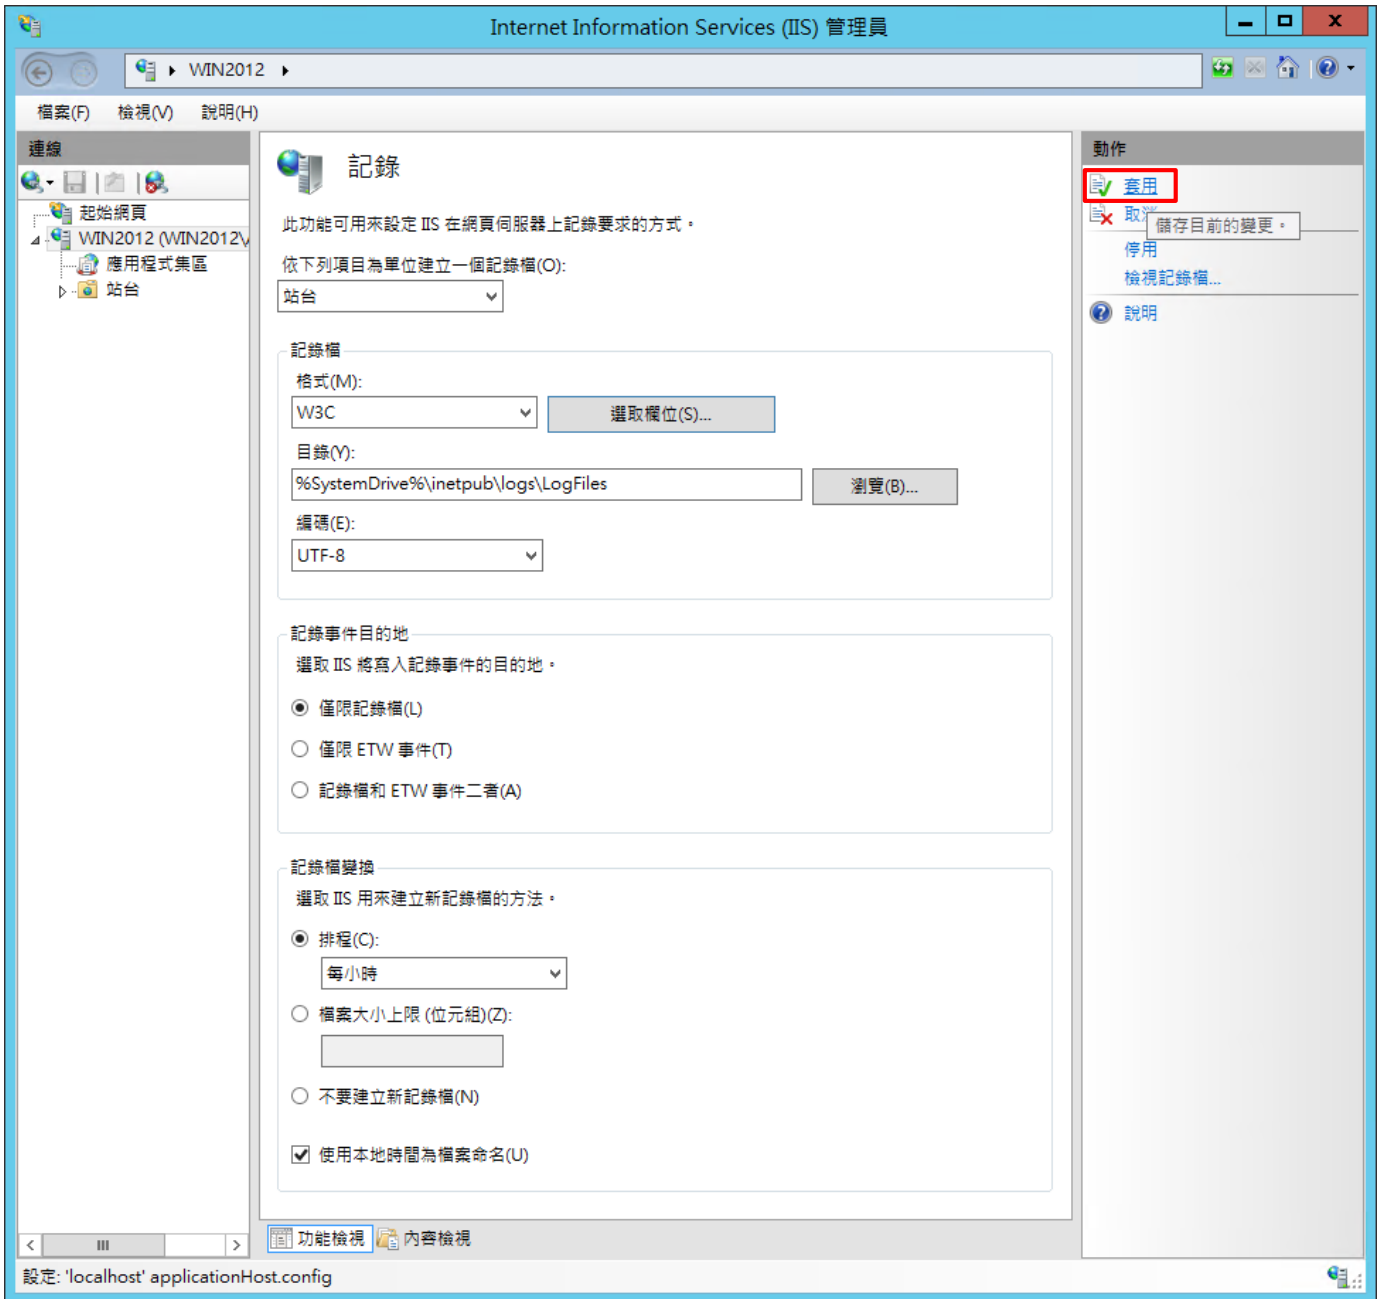 Internet Information Services (IIS) 管理員
WIN2012
檔案(F) 檢視(V) 說明(H)
連線
起始網頁
WIN2012 (WIN2012\
應用程式集區
站台
記錄
此功能可用來設定 IIS 在網頁伺服器上記錄要求的方式。
依下列項目為單位建立一個記錄檔(O):
站台
記錄檔
格式(M):
W3C
選取欄位(S)...
目錄(Y):
%SystemDrive%\inetpub\logs\LogFiles
瀏覽(B)...
編碼(E):
UTF-8
記錄事件目的地
選取 IIS 將寫入記錄事件的目的地。
僅限記錄檔(L)
僅限 ETW 事件(T)
記錄檔和 ETW 事件二者(A)
記錄檔變換
選取 IIS 用來建立新記錄檔的方法。
排程(C):
每小時
檔案大小上限 (位元組)(Z):
不要建立新記錄檔(N)
使用本地時間為檔案命名(U)
功能檢視 內容檢視
動作
套用
取消
儲存目前的變更。
停用
檢視記錄檔...
說明
設定: 'localhost' applicationHost.config